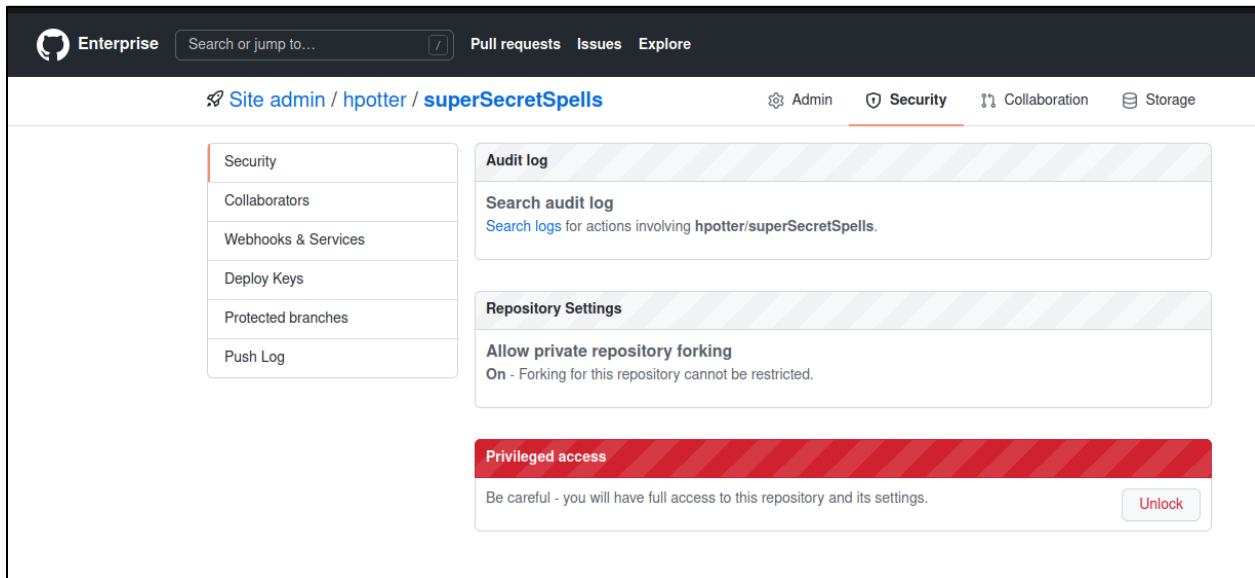 Enterprise Search or jump to... / Pull requests Issues Explore
Site admin / hpotter / superSecretSpells Admin Security Collaboration Storage
Security
Collaborators
Webhooks & Services
Deploy Keys
Protected branches
Push Log
Audit log
Search audit log
Search logs for actions involving hpotter/superSecretSpells.
Repository Settings
Allow private repository forking
On - Forking for this repository cannot be restricted.
Privileged access
Be careful - you will have full access to this repository and its settings.
Unlock